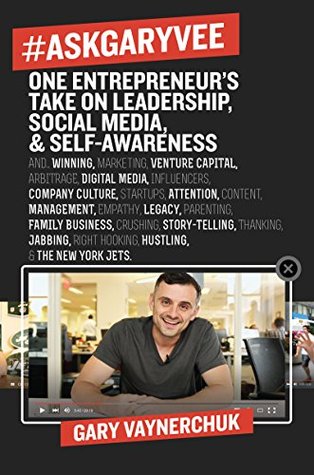 #ASKGARYVEE
ONE ENTREPRENEUR'S
TAKE ON LEADERSHIP,
SOCIAL MEDIA,
& SELF-AWARENESS
AND.. WINNING, MARKETING, VENTURE CAPITAL,
ARBITRAGE, DIGITAL MEDIA, INFLUENCERS,
COMPANY CULTURE, STARTUPS, ATTENTION, CONTENT,
MANAGEMENT, EMPATHY, LEGACY, PARENTING,
FAMILY BUSINESS, CRUSHING, STORY-TELLING, THANKING,
JABBING, RIGHT HOOKING, HUSTLING,
& THE NEW YORK JETS.
GARY VAYNERCHUK